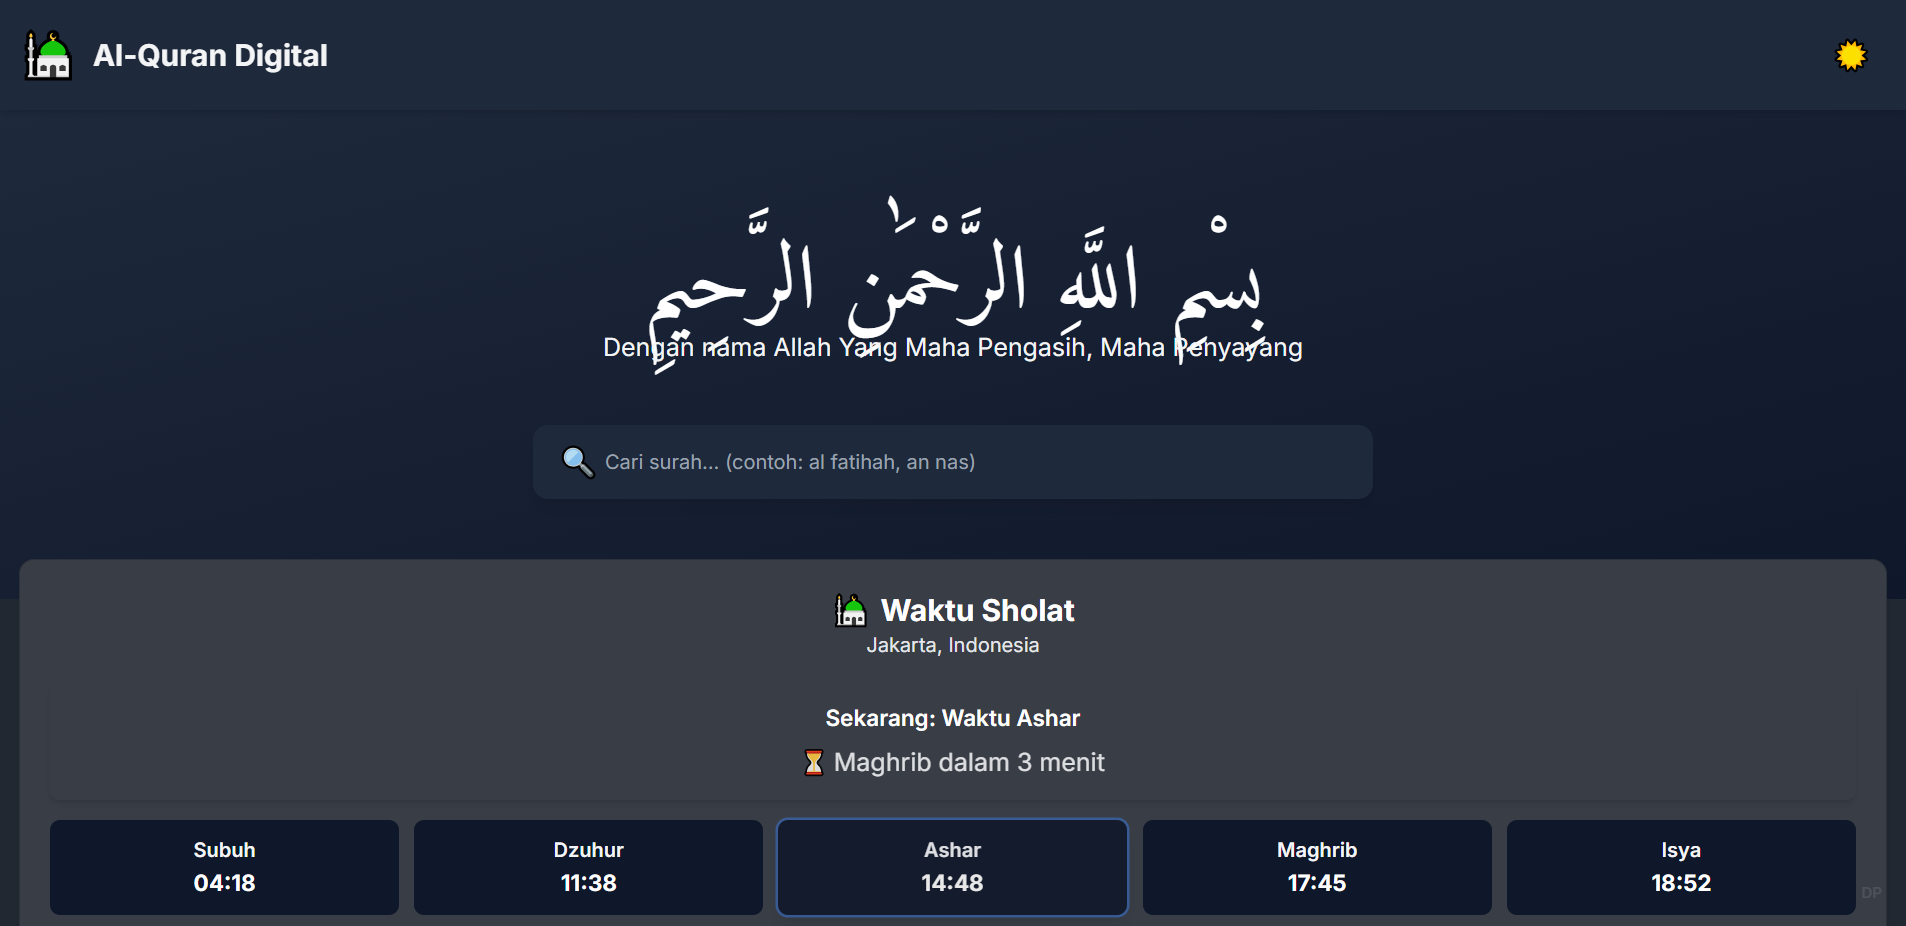 Al-Quran Digital
بِسْمِ اللَّهِ الرَّحْمَٰنِ الرَّحِيمِ
Dengan nama Allah Yang Maha Pengasih, Maha Penyayang
Cari surah... (contoh: al fatihah, an nas)
Waktu Sholat
Jakarta, Indonesia
Sekarang: Waktu Ashar
Maghrib dalam 3 menit
Subuh
04:18
Dzuhur
11:38
Ashar
14:48
Maghrib
17:45
Isya
18:52
DP